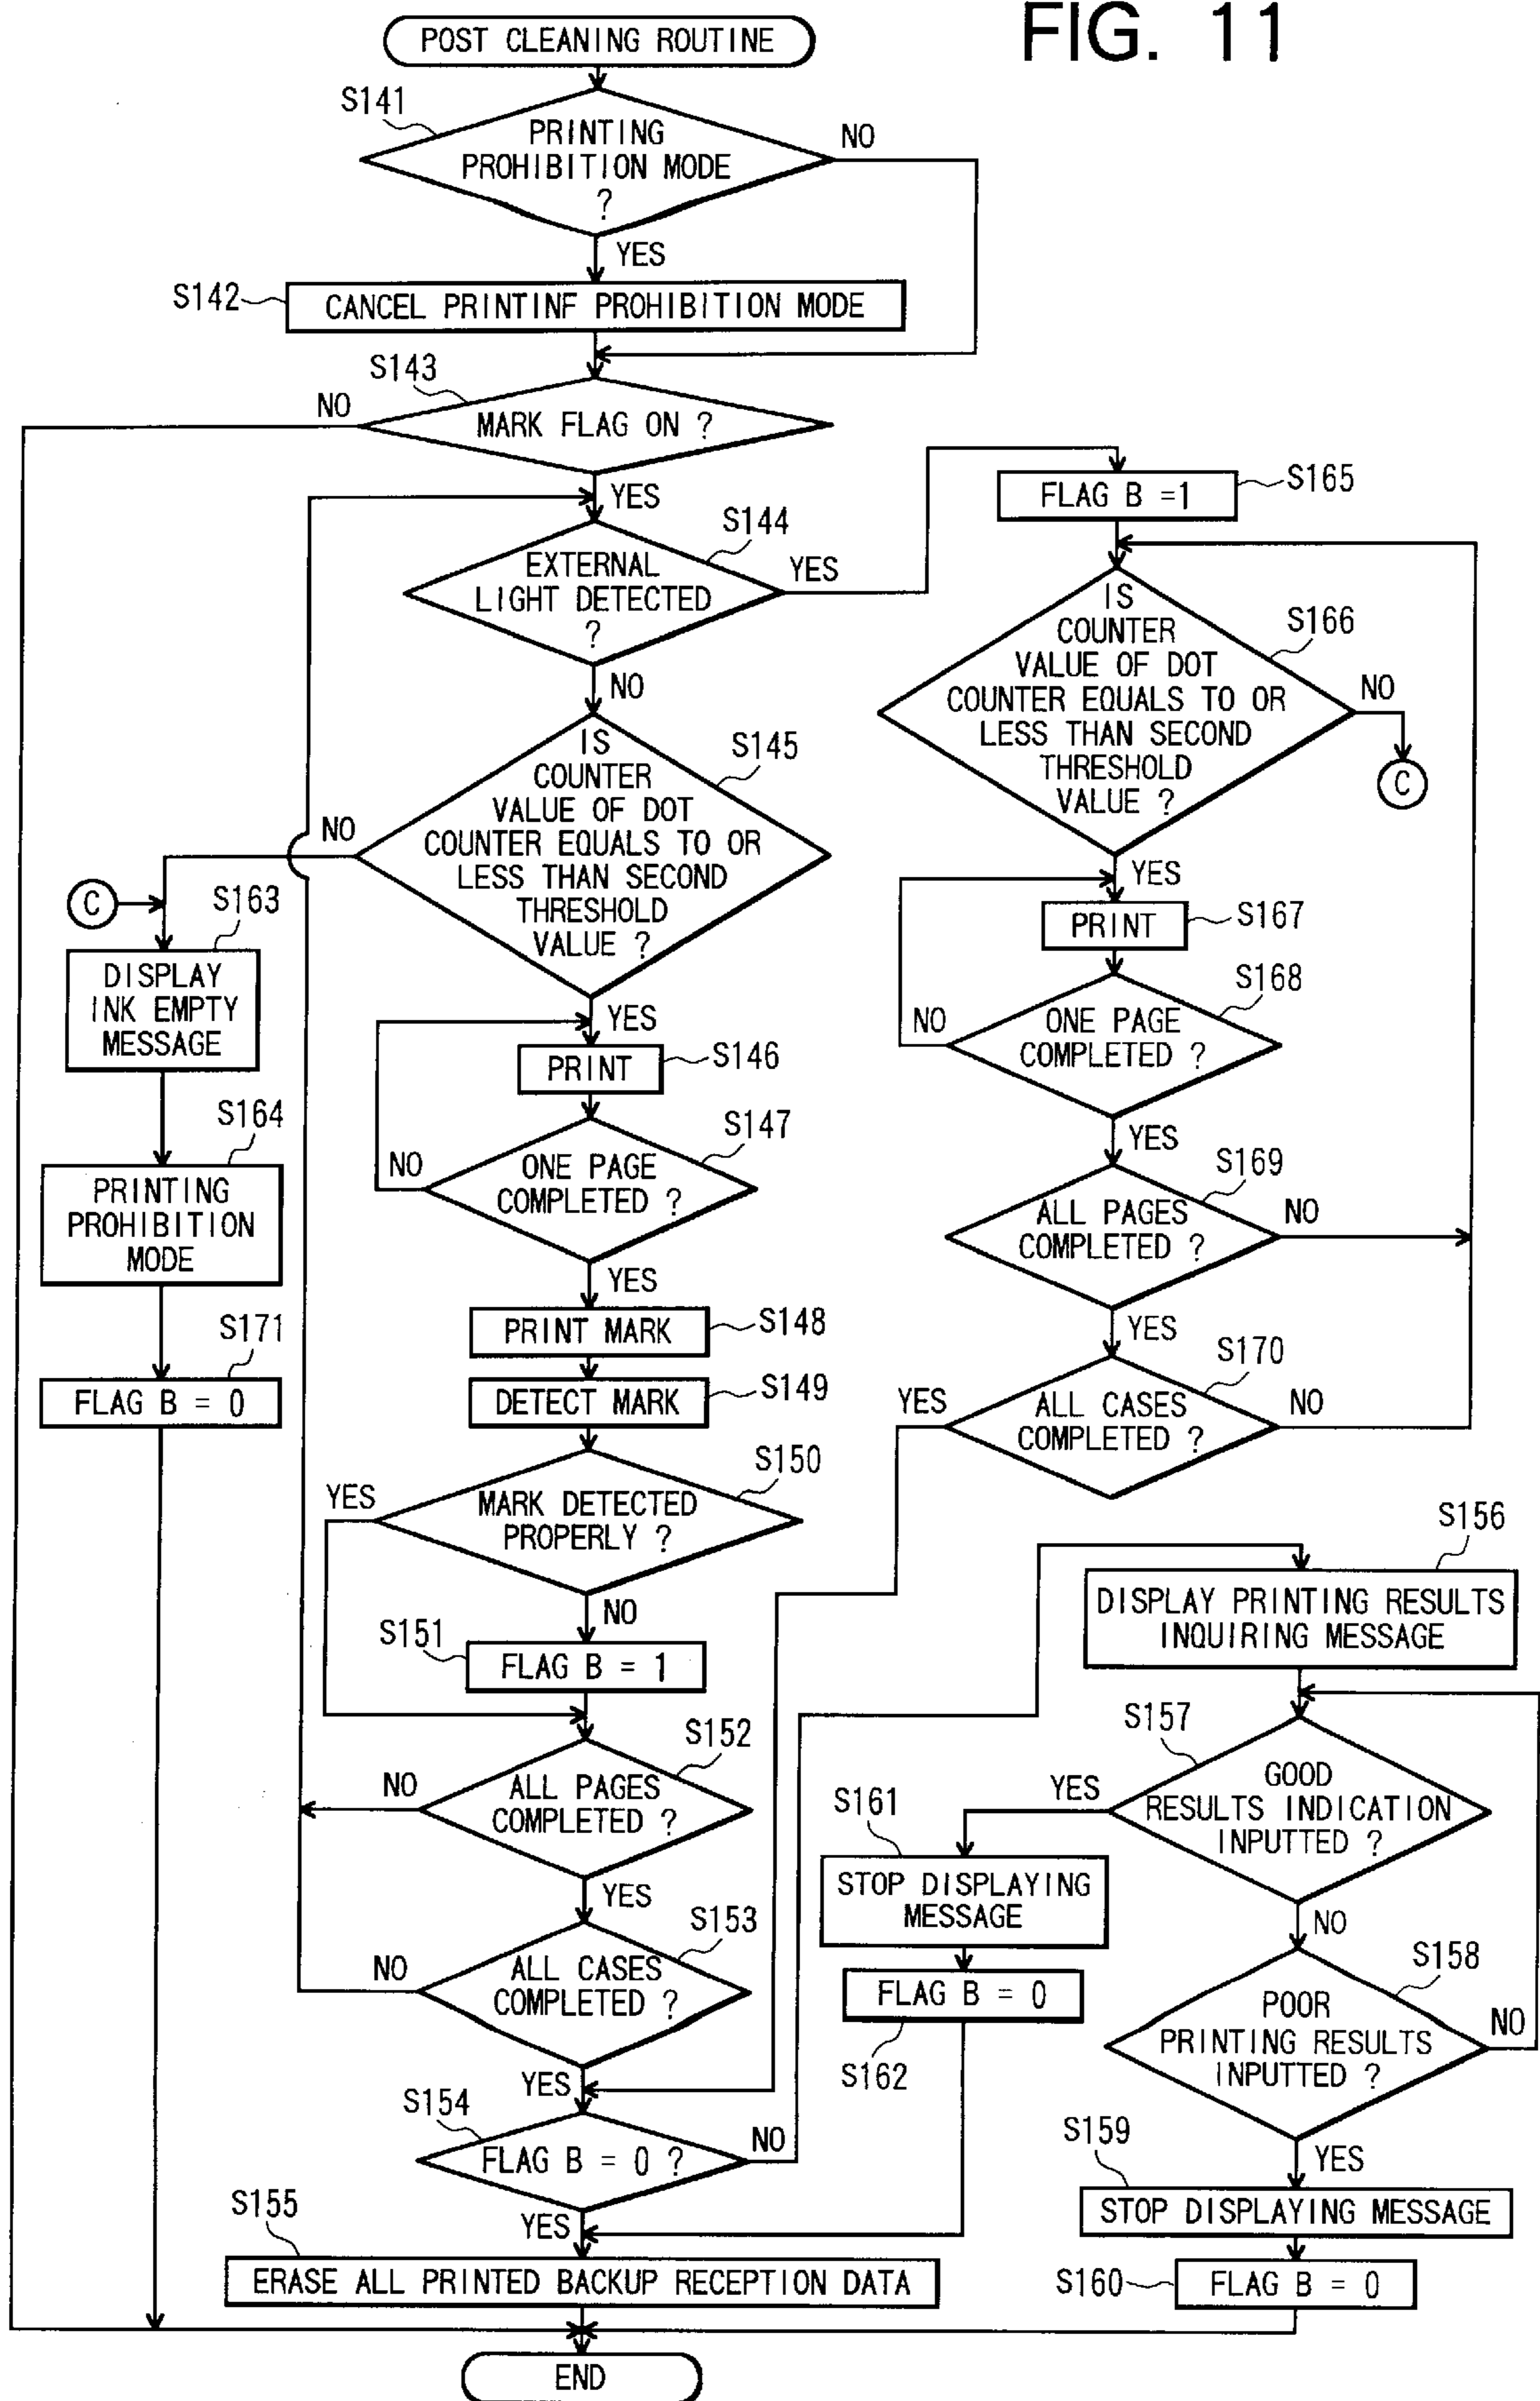 FIG. 11
POST CLEANING ROUTINE
S141
PRINTING
PROHIBITION MODE
?
NO
YES
S142
CANCEL PRINTINF PROHIBITION MODE
S143
NO
MARK FLAG ON ?
YES
S144
EXTERNAL
LIGHT DETECTED
?
YES
NO
S145
IS
COUNTER
VALUE OF DOT
COUNTER EQUALS TO OR
LESS THAN SECOND
THRESHOLD
VALUE ?
NO
YES
C
S163
DISPLAY
INK EMPTY
MESSAGE
S164
PRINTING
PROHIBITION
MODE
S171
FLAG B = 0
PRINT
S146
S147
ONE PAGE
COMPLETED ?
NO
YES
PRINT MARK
S148
DETECT MARK
S149
S150
MARK DETECTED
PROPERLY ?
YES
NO
S151
FLAG B = 1
S152
ALL PAGES
COMPLETED ?
NO
YES
S153
ALL CASES
COMPLETED ?
NO
YES
S154
FLAG B = 0 ?
NO
YES
S155
ERASE ALL PRINTED BACKUP RECEPTION DATA
END
FLAG B =1
S165
IS
COUNTER
VALUE OF DOT
COUNTER EQUALS TO OR
LESS THAN SECOND
THRESHOLD
VALUE ?
S166
NO
C
YES
PRINT
S167
S168
ONE PAGE
COMPLETED ?
NO
YES
S169
ALL PAGES
COMPLETED ?
NO
YES
S170
ALL CASES
COMPLETED ?
YES
NO
S156
DISPLAY PRINTING RESULTS
INQUIRING MESSAGE
S157
GOOD
RESULTS INDICATION
INPUTTED ?
YES
NO
S161
STOP DISPLAYING
MESSAGE
FLAG B = 0
S162
S158
POOR
PRINTING RESULTS
INPUTTED ?
NO
YES
S159
STOP DISPLAYING MESSAGE
S160
FLAG B = 0